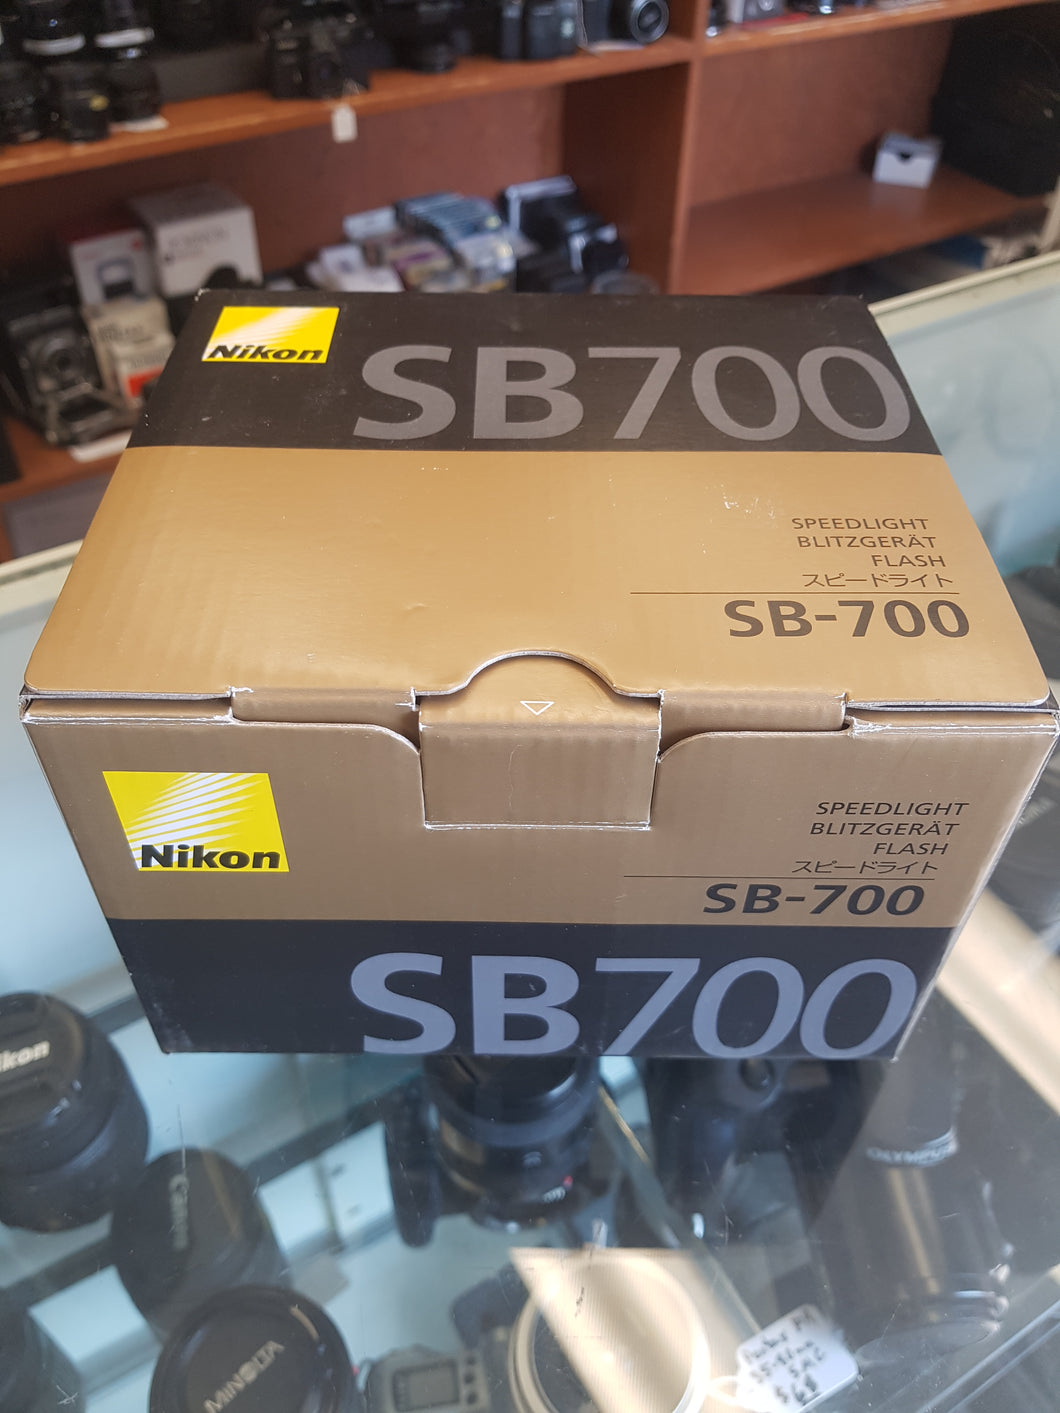 Nikon
SB700
SPEEDLIGHT
BLITZGERÄT
FLASH
スピードライト
SB-700
Nikon
SPEEDLIGHT
BLITZGERÄT
FLASH
スピードライト
SB-700
SB700
OLYMPUS
MINOLTA
$68